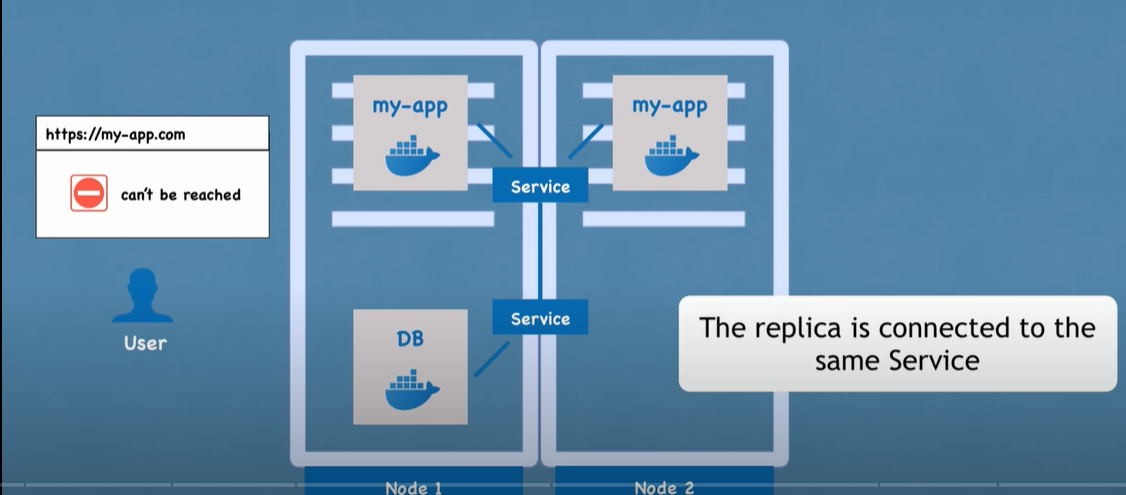 https://my-app.com
can't be reached
User
my-app
my-app
Service
Service
DB
The replica is connected to the
same Service
Node 1
Node 2